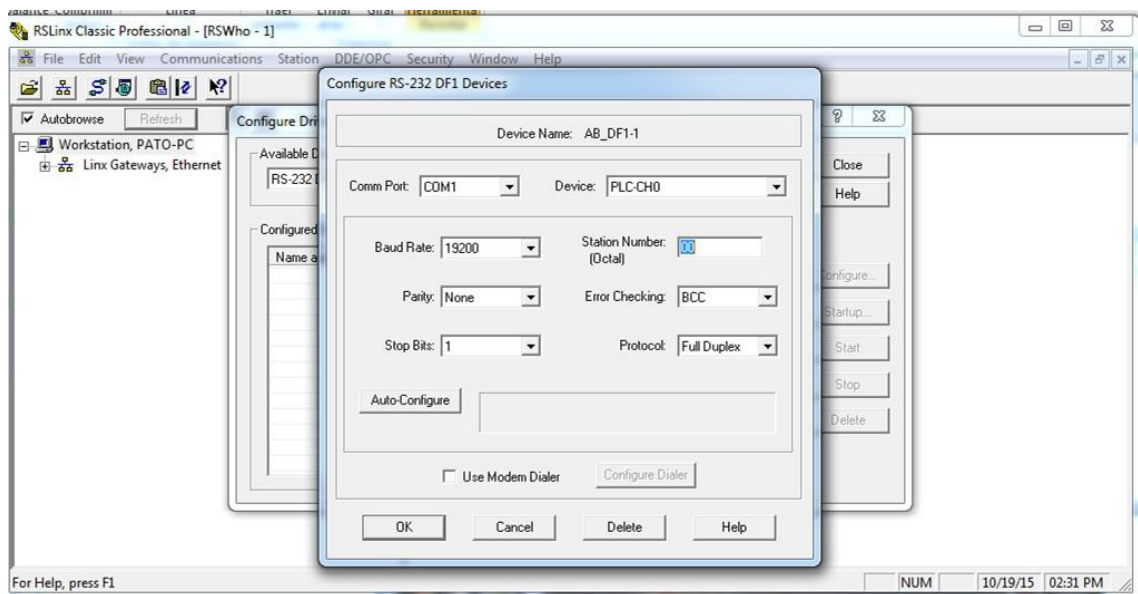 RSLinx Classic Professional - [RSWho - 1]
File Edit View Communications Station DDE/OPC Security Window Help
Autobrowse Refresh
Workstation, PATO-PC
Linx Gateways, Ethernet
Configure Dri
Available D
RS-232 D
Configured
Name a
Close
Help
Configure...
Startup...
Start
Stop
Delete
Configure RS-232 DF1 Devices
Device Name: AB_DF1-1
Comm Port: COM1 Device: PLC-CH0
Baud Rate: 19200 Station Number: 00
(Octal)
Parity: None Error Checking: BCC
Stop Bits: 1 Protocol: Full Duplex
Auto-Configure
Use Modem Dialer Configure Dialer
OK Cancel Delete Help
For Help, press F1 NUM 10/19/15 02:31 PM